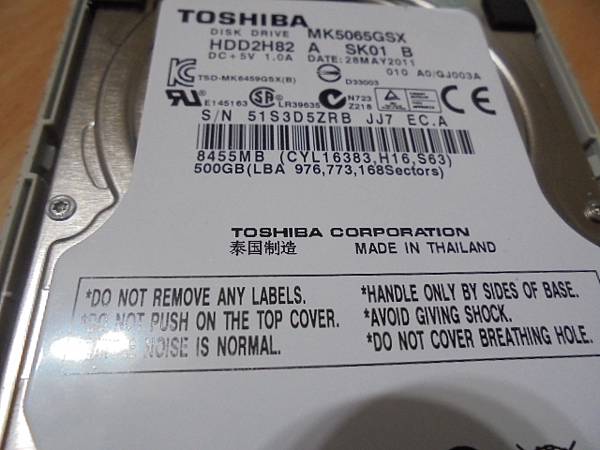 TOSHIBA MK5065GSX
DISK DRIVE
HDD2H82 A SK01 B
DC+5V 1.0A DATE:28MAY2011
010 A0/GJ003A
TSD-MK6459GSX(B)
D33003
E145163 LR39635 N723
Z218
S/N 51S3D5ZRB JJ7 EC.A
8455MB (CYL16383,H16,S63)
500GB(LBA 976,773,168Sectors)
TOSHIBA CORPORATION
泰国制造 MADE IN THAILAND
*DO NOT REMOVE ANY LABELS. *HANDLE ONLY BY SIDES OF BASE.
*DO NOT PUSH ON THE TOP COVER. *AVOID GIVING SHOCK.
NOISE IS NORMAL. *DO NOT COVER BREATHING HOLE.